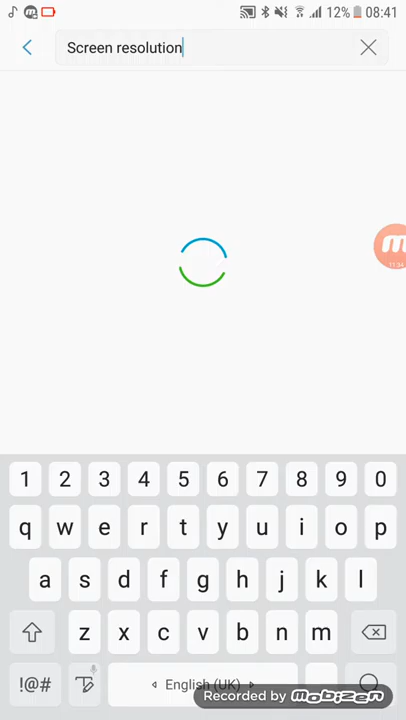 12% 08:41
Screen resolution
1 2 3 4 5 6 7 8 9 0
q w e r t y u i o p
a s d f g h j k l
z x c v b n m
!@# English (UK)
Recorded by mobizen